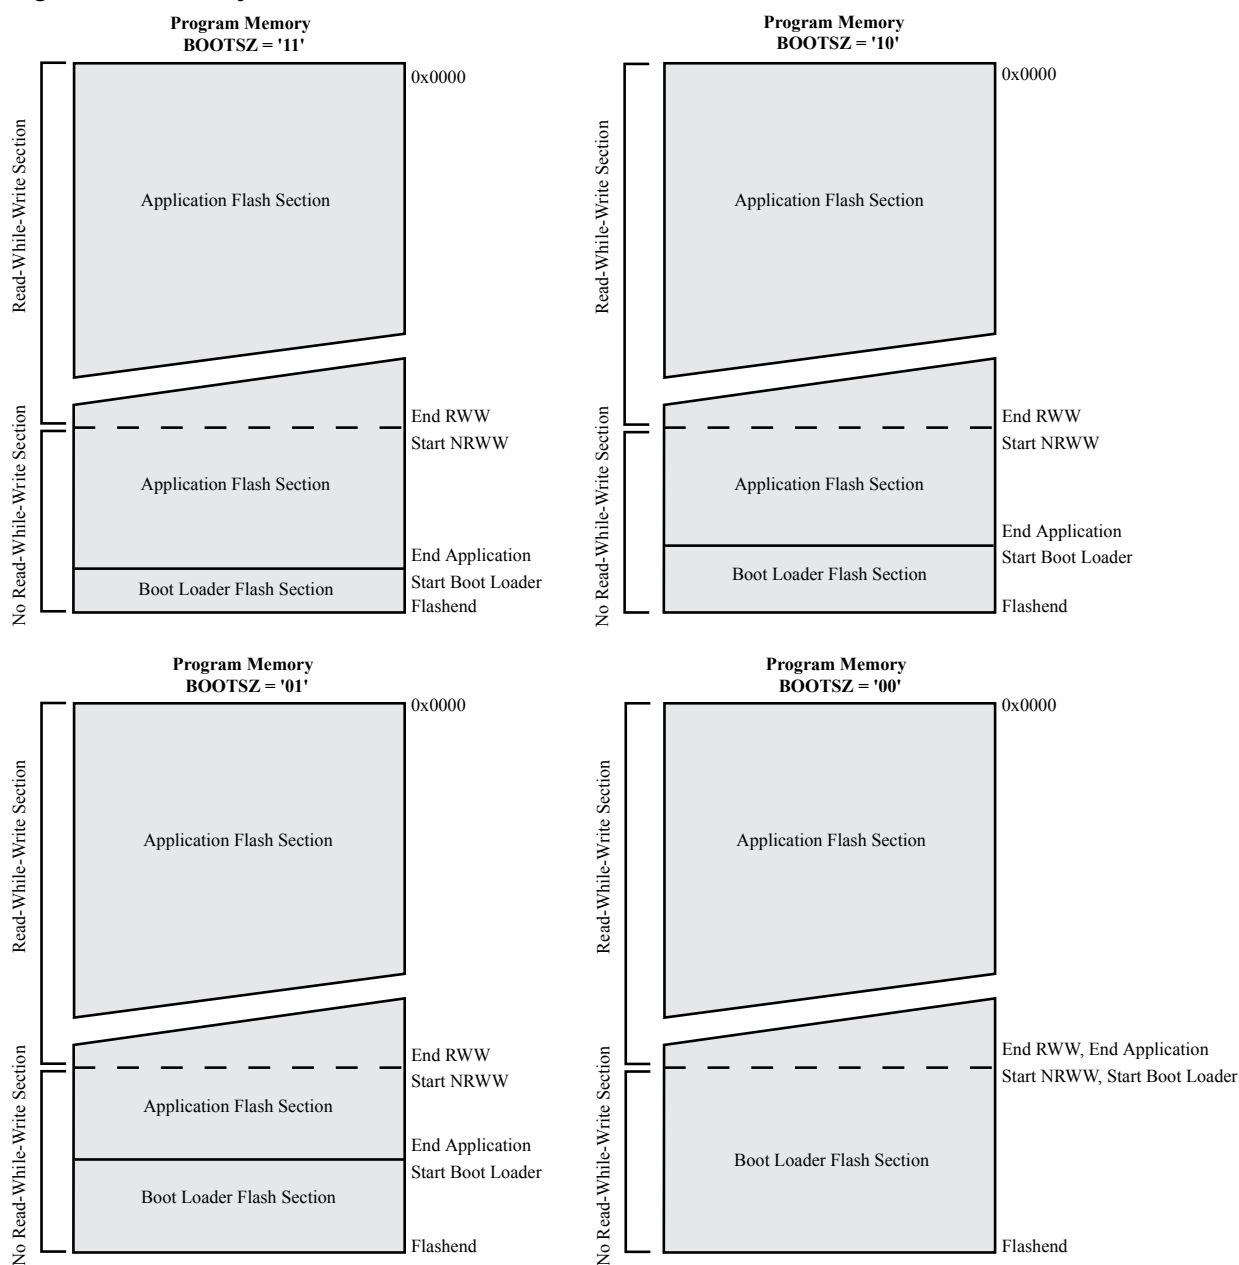 Program Memory
BOOTSZ = '11'
0x0000
Read-While-Write Section
Application Flash Section
End RWW
Start NRWW
No Read-While-Write Section
Application Flash Section
End Application
Start Boot Loader
Boot Loader Flash Section
Flashend
Program Memory
BOOTSZ = '10'
0x0000
Read-While-Write Section
Application Flash Section
End RWW
Start NRWW
No Read-While-Write Section
Application Flash Section
End Application
Start Boot Loader
Boot Loader Flash Section
Flashend
Program Memory
BOOTSZ = '01'
0x0000
Read-While-Write Section
Application Flash Section
End RWW
Start NRWW
No Read-While-Write Section
Application Flash Section
End Application
Start Boot Loader
Boot Loader Flash Section
Flashend
Program Memory
BOOTSZ = '00'
0x0000
Read-While-Write Section
Application Flash Section
End RWW, End Application
Start NRWW, Start Boot Loader
No Read-While-Write Section
Boot Loader Flash Section
Flashend